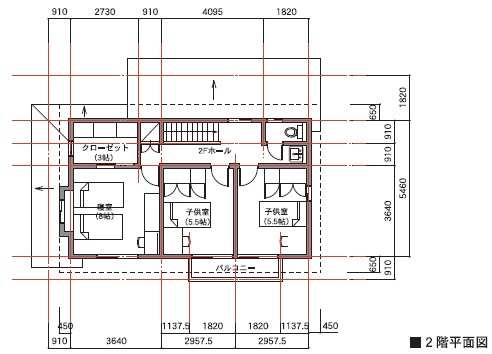 910 2730 910 4095 1820
1820
650
910
910
5460
3640
650
910
クローゼット
(3帖)
2Fホール
寝室
(8帖)
子供室
(5.5帖)
子供室
(5.5帖)
バルコニー
450 1137.5 1820 1820 1137.5 450
910 3640 2957.5 2957.5
■2階平面図